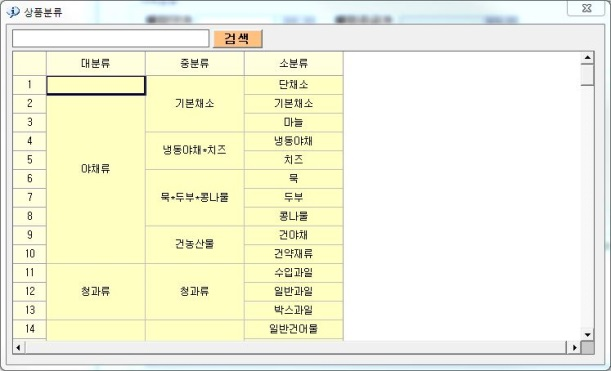 상품분류
검색
대분류 중분류 소분류
1 단채소
2 기본채소 기본채소
3 마늘
4 냉동야채
냉동야채*치즈
5 치즈
야채류
6 묵
7 묵*두부*콩나물 두부
8 콩나물
9 건야채
건농산물
10 건약재류
11 수입과일
12 청과류 청과류 일반과일
13 박스과일
14 일반건어물